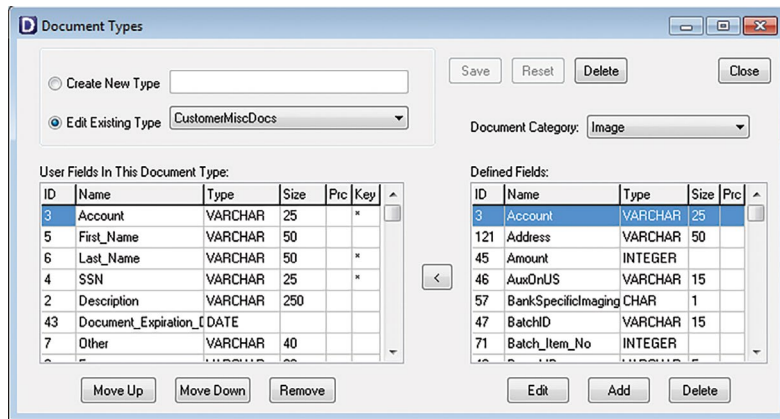 D Document Types
Create New Type
Save Reset Delete Close
Edit Existing Type CustomerMiscDocs
Document Category: Image
User Fields In This Document Type: Defined Fields:
ID Name Type Size Prc Key ID Name Type Size Prc
3 Account VARCHAR 25 * 3 Account VARCHAR 25
5 First_Name VARCHAR 50 121 Address VARCHAR 50
6 Last_Name VARCHAR 50 * 45 Amount INTEGER
4 SSN VARCHAR 25 * 46 AuxOnUS VARCHAR 15
<
2 Description VARCHAR 250 57 BankSpecificImaging CHAR 1
43 Document_Expiration_D DATE 47 BatchID VARCHAR 15
7 Other VARCHAR 40 71 Batch_Item_No INTEGER
Move Up Move Down Remove Edit Add Delete